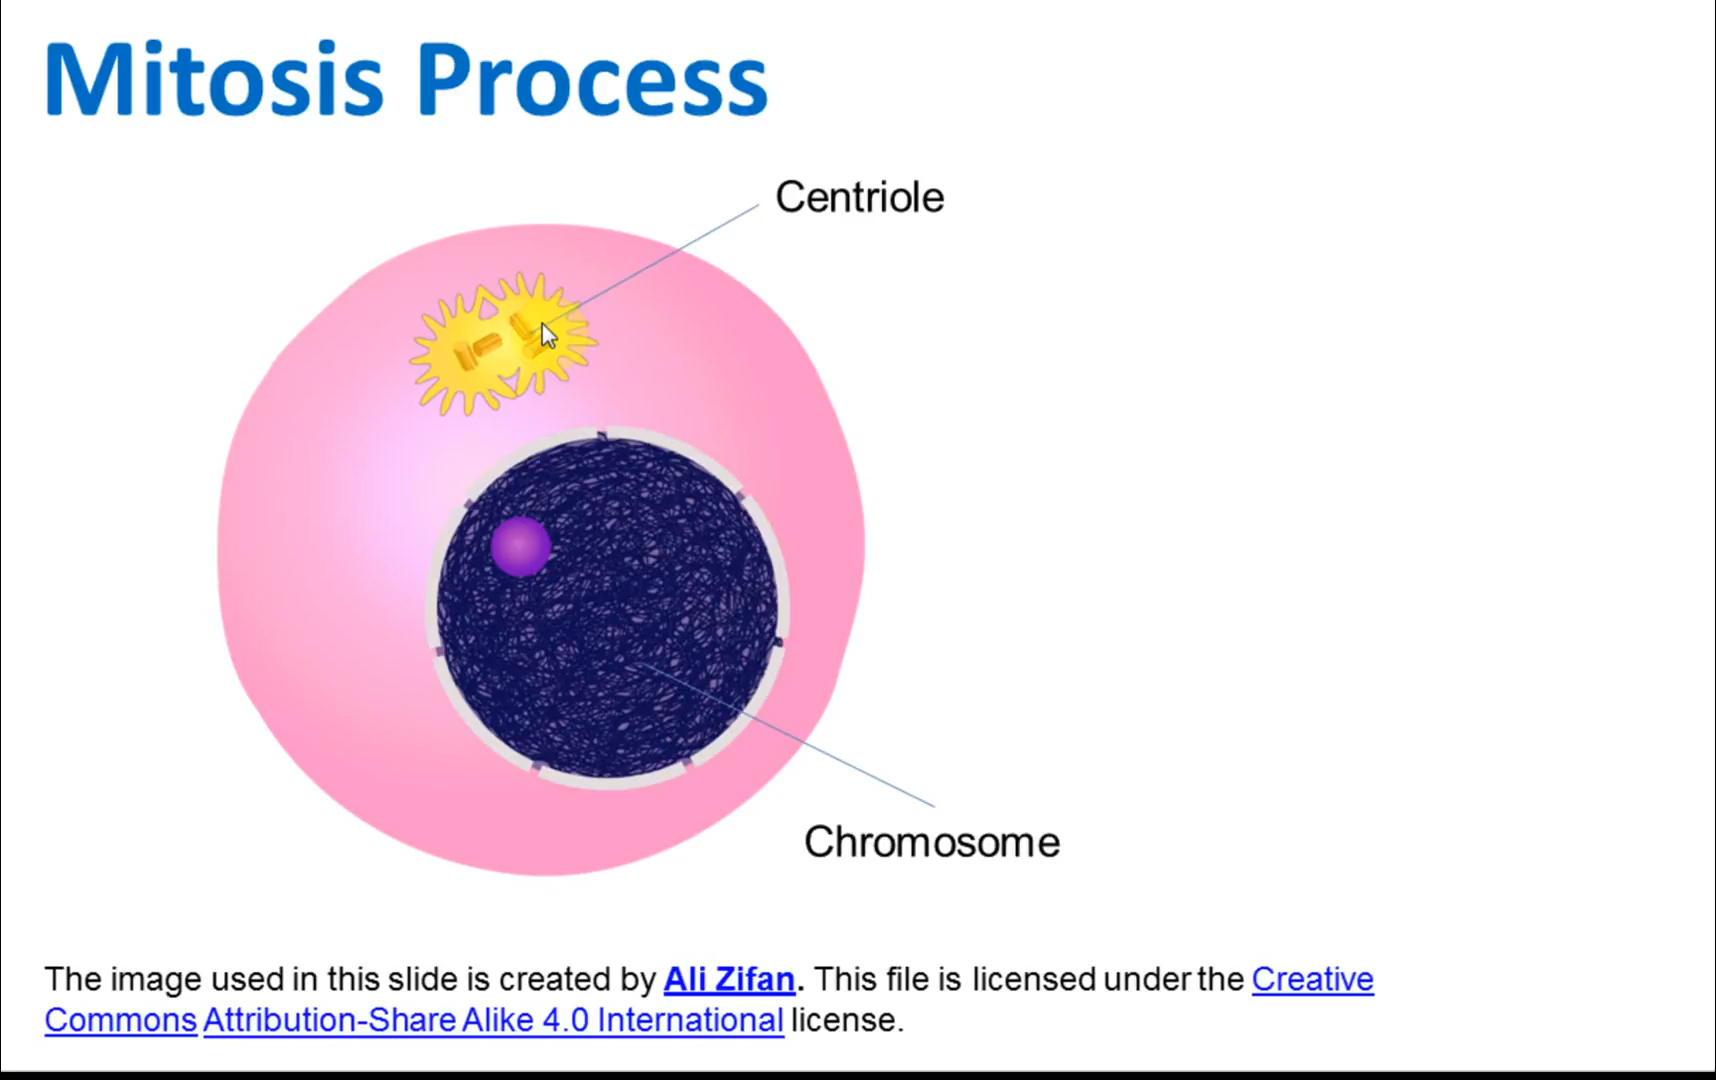 Mitosis Process
Centriole
Chromosome
The image used in this slide is created by Ali Zifan. This file is licensed under the Creative
Commons Attribution-Share Alike 4.0 International license.